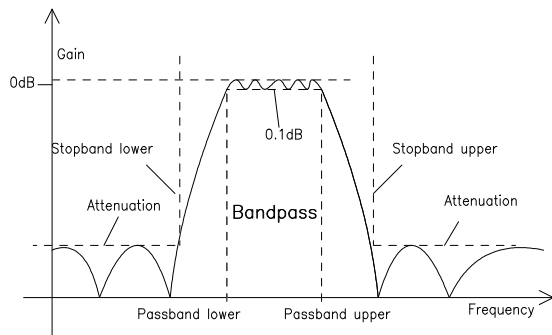 Gain
0dB
0.1dB
Stopband lower
Stopband upper
Attenuation
Attenuation
Bandpass
Passband lower
Passband upper
Frequency